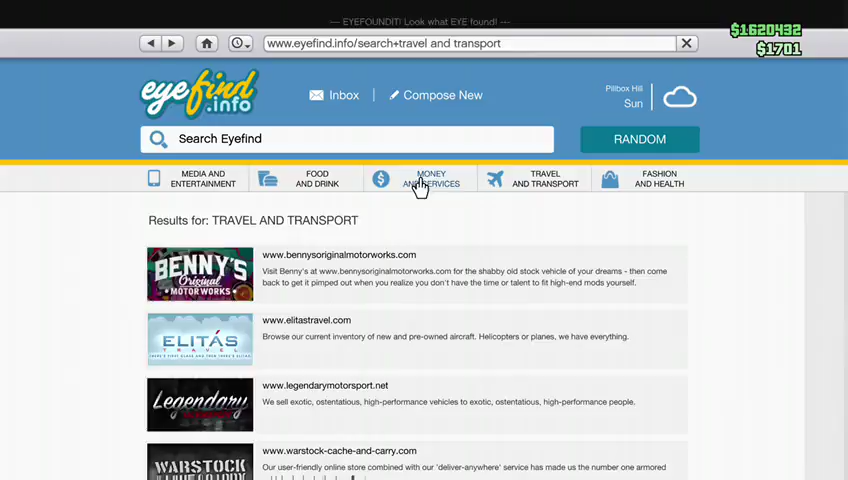 --- EYEFOUNDIT! Look what EYE found! ---
$1620432
$1701
www.eyefind.info/search+travel and transport
eyefind
.info
Inbox
Compose New
Pillbox Hill
Sun
Search Eyefind
RANDOM
MEDIA AND
ENTERTAINMENT
FOOD
AND DRINK
MONEY
AND SERVICES
TRAVEL
AND TRANSPORT
FASHION
AND HEALTH
Results for: TRAVEL AND TRANSPORT
BENNY'S
Original
MOTOR WORKS
www.bennysoriginalmotorworks.com
Visit Benny's at www.bennysoriginalmotorworks.com for the shabby old stock vehicle of your dreams - then come
back to get it pimped out when you realize you don't have the time or talent to fit high-end mods yourself.
ELITÁS
TRAVEL
THERE'S FIRST CLASS AND THEN THERE'S ELITÁS
www.elitastravel.com
Browse our current inventory of new and pre-owned aircraft. Helicopters or planes, we have everything.
Legendary
www.legendarymotorsport.net
We sell exotic, ostentatious, high-performance vehicles to exotic, ostentatious, high-performance people.
WARSTOCK
www.warstock-cache-and-carry.com
Our user-friendly online store combined with our 'deliver-anywhere' service has made us the number one armored